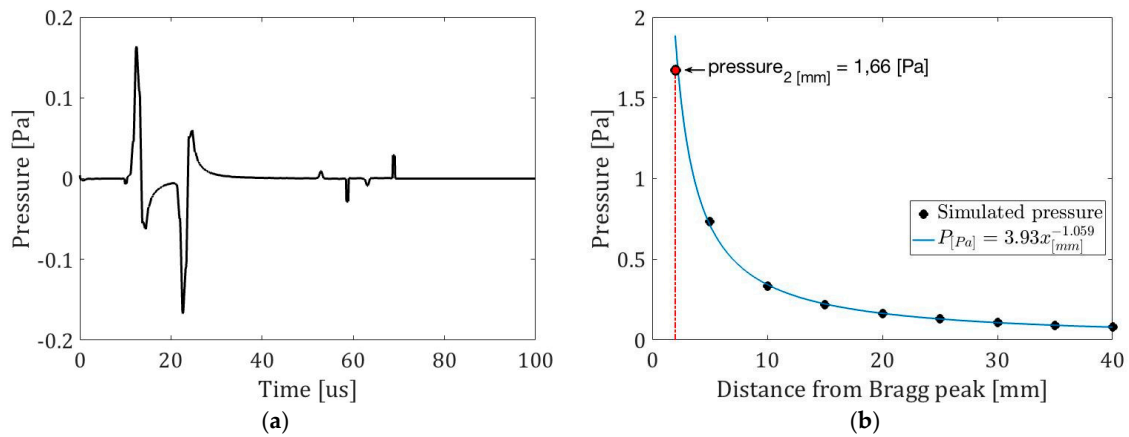 0.2
0.1
0
-0.1
-0.2
Pressure [Pa]
0 20 40 60 80 100
Time [us]
(a)
2
1.5
1
0.5
0
Pressure [Pa]
pressure2 [mm] = 1,66 [Pa]
Simulated pressure
P[Pa] = 3.93x[mm]^-1.059
0 10 20 30 40
Distance from Bragg peak [mm]
(b)